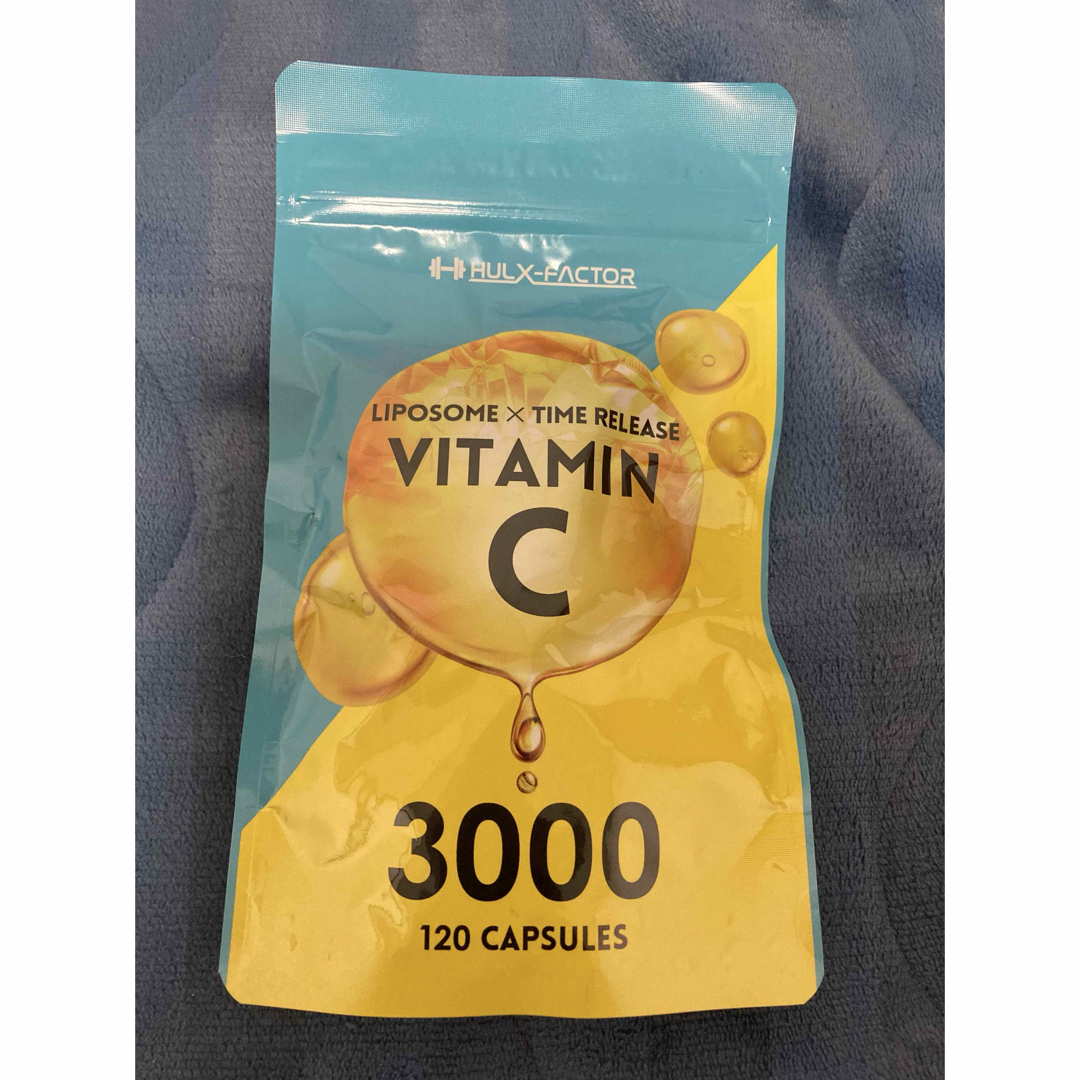 HULX-FACTOR
LIPOSOME × TIME RELEASE
VITAMIN
C
3000
120 CAPSULES